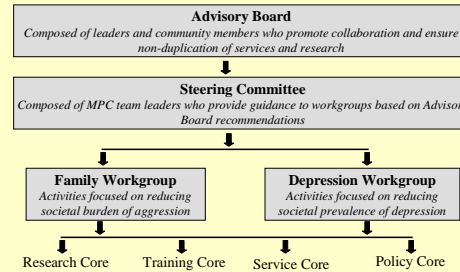 Advisory Board
Composed of leaders and community members who promote collaboration and ensure
non-duplication of services and research
Steering Committee
Composed of MPC team leaders who provide guidance to workgroups based on Advisor
Board recommendations
Family Workgroup
Activities focused on reducing
societal burden of aggression
Depression Workgroup
Activities focused on reducing
societal prevalence of depression
Research Core Training Core Service Core Policy Core